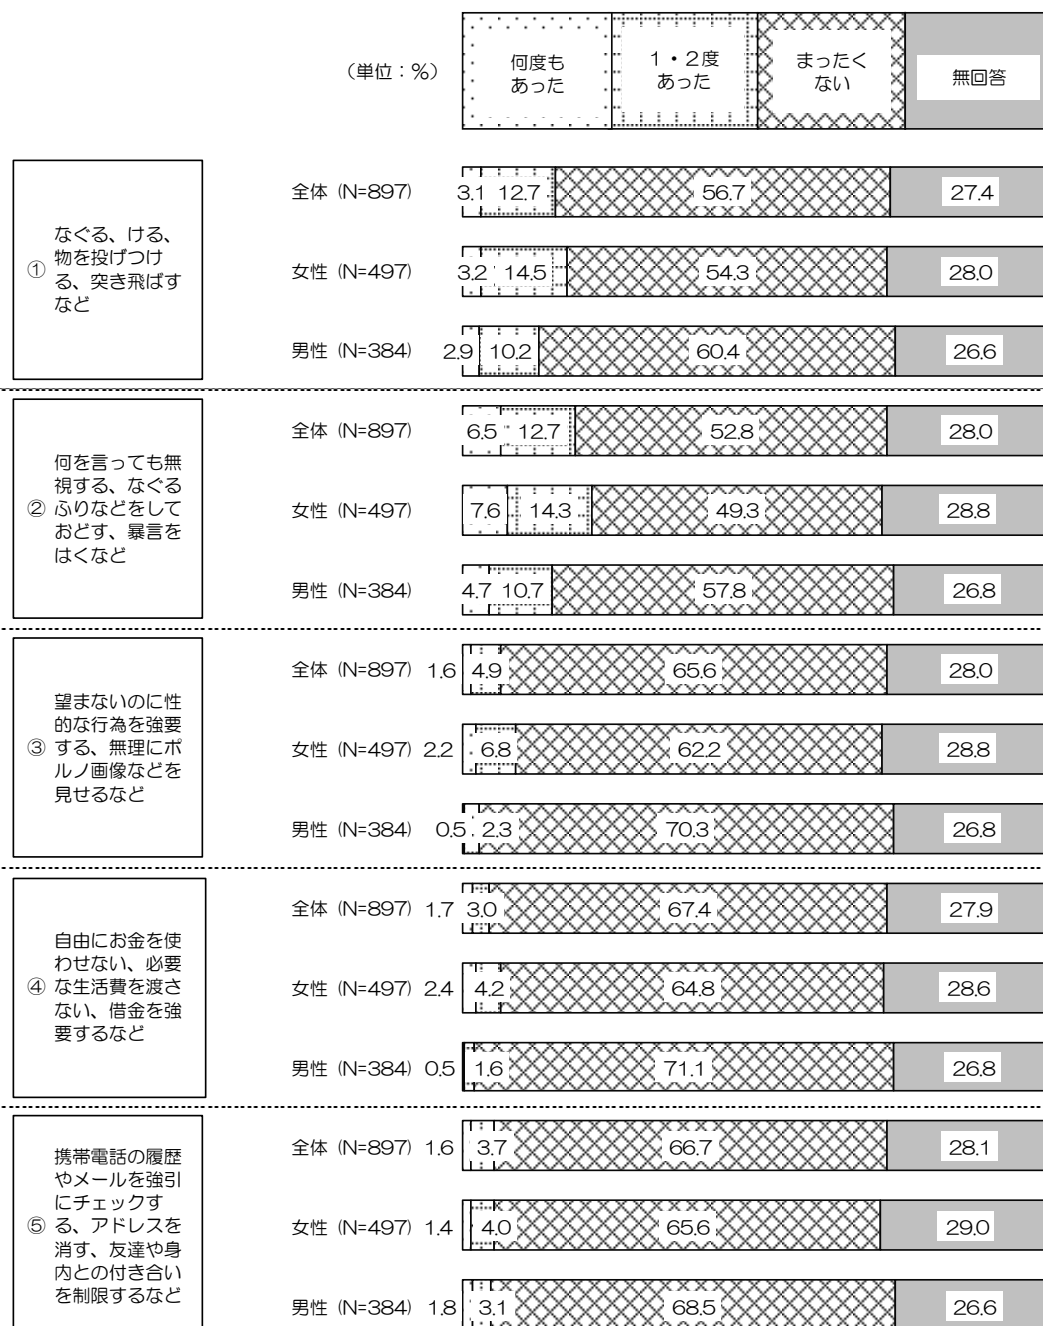 （単位：％）
何度も
あった
１・２度
あった
まったく
ない
無回答
①
なぐる、ける、
物を投げつけ
る、突き飛ばす
など
全体 (N=897) 3.1 12.7 56.7 27.4
女性 (N=497) 3.2 14.5 54.3 28.0
男性 (N=384) 2.9 10.2 60.4 26.6
②
何を言っても無
視する、なぐる
ふりなどをして
おどす、暴言を
はくなど
全体 (N=897) 6.5 12.7 52.8 28.0
女性 (N=497) 7.6 14.3 49.3 28.8
男性 (N=384) 4.7 10.7 57.8 26.8
③
望まないのに性
的な行為を強要
する、無理にポ
ルノ画像などを
見せるなど
全体 (N=897) 1.6 4.9 65.6 28.0
女性 (N=497) 2.2 6.8 62.2 28.8
男性 (N=384) 0.5 2.3 70.3 26.8
④
自由にお金を使
わせない、必要
な生活費を渡さ
ない、借金を強
要するなど
全体 (N=897) 1.7 3.0 67.4 27.9
女性 (N=497) 2.4 4.2 64.8 28.6
男性 (N=384) 0.5 1.6 71.1 26.8
⑤
携帯電話の履歴
やメールを強引
にチェックす
る、アドレスを
消す、友達や身
内との付き合い
を制限するなど
全体 (N=897) 1.6 3.7 66.7 28.1
女性 (N=497) 1.4 4.0 65.6 29.0
男性 (N=384) 1.8 3.1 68.5 26.6